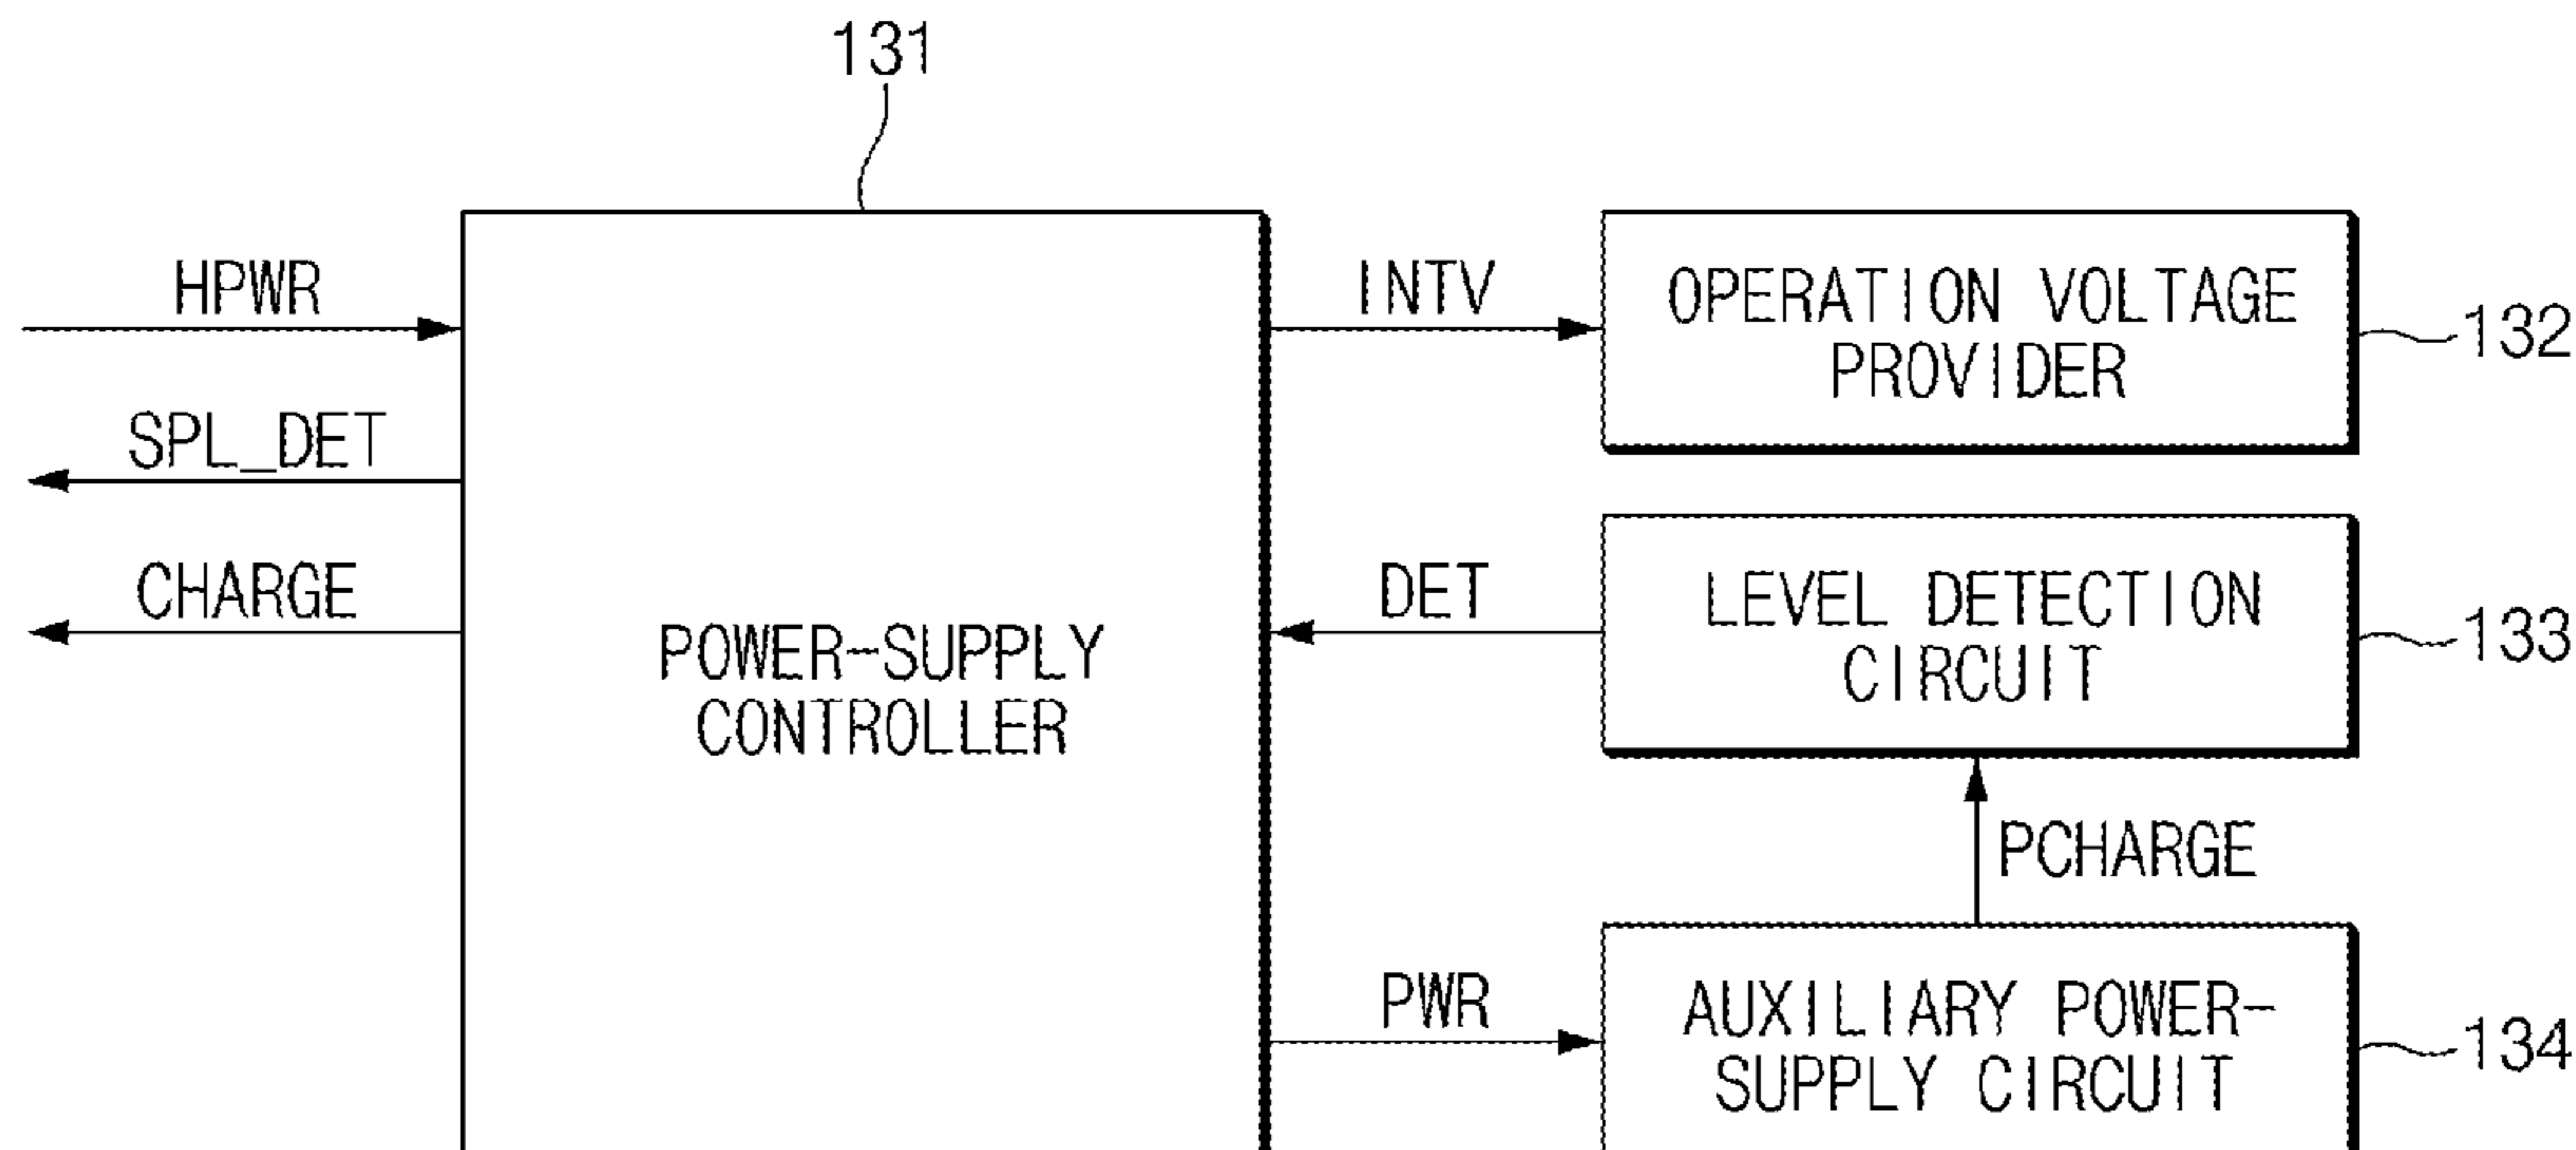 131
HPWR
INTV
OPERATION VOLTAGE
PROVIDER
132
SPL_DET
CHARGE
DET
LEVEL DETECTION
CIRCUIT
133
POWER-SUPPLY
CONTROLLER
PCHARGE
PWR
AUXILIARY POWER-
SUPPLY CIRCUIT
134